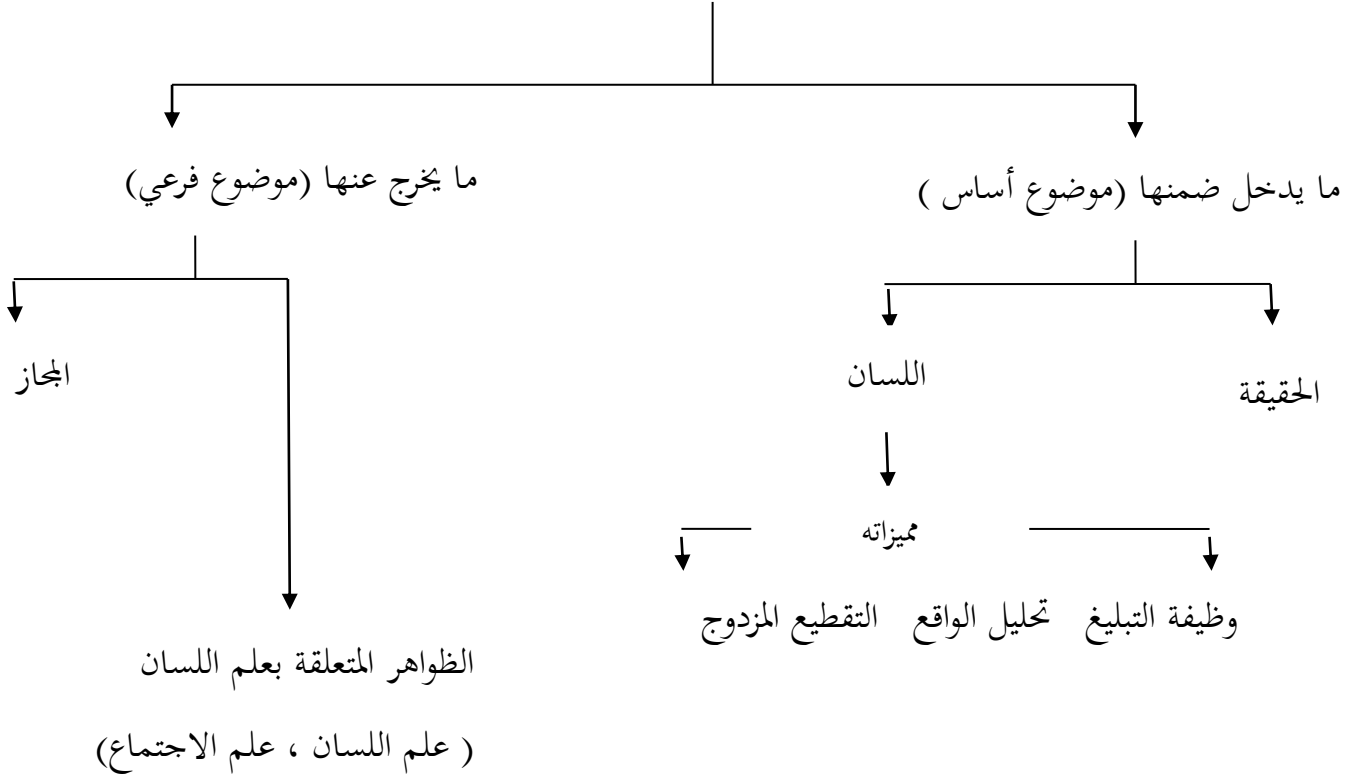 ما يدخل ضمنها (موضوع أساس )
ما يخرج عنها (موضوع فرعي)
الحقيقة
اللسان
المجاز
مميزاته
وظيفة التبليغ تحليل الواقع التقطيع المزدوج
الظواهر المتعلقة بعلم اللسان
( علم اللسان ، علم الاجتماع)